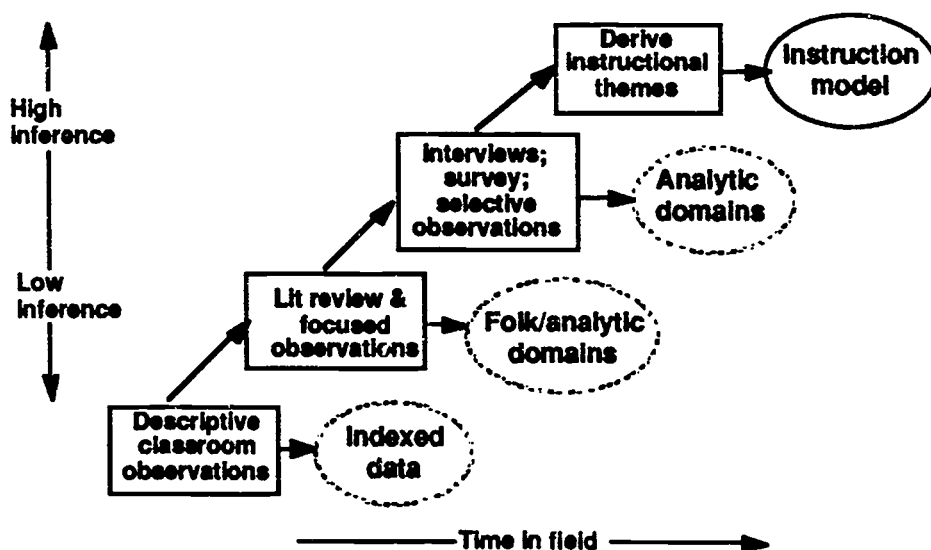 Derive
instructional
themes
Instruction
model
High
inference
interviews;
survey;
selective
observations
Analytic
domains
Low
inference
Lit review &
focused
observations
Folk/analytic
domains
Descriptive
classroom
observations
Indexed
data
Time in field